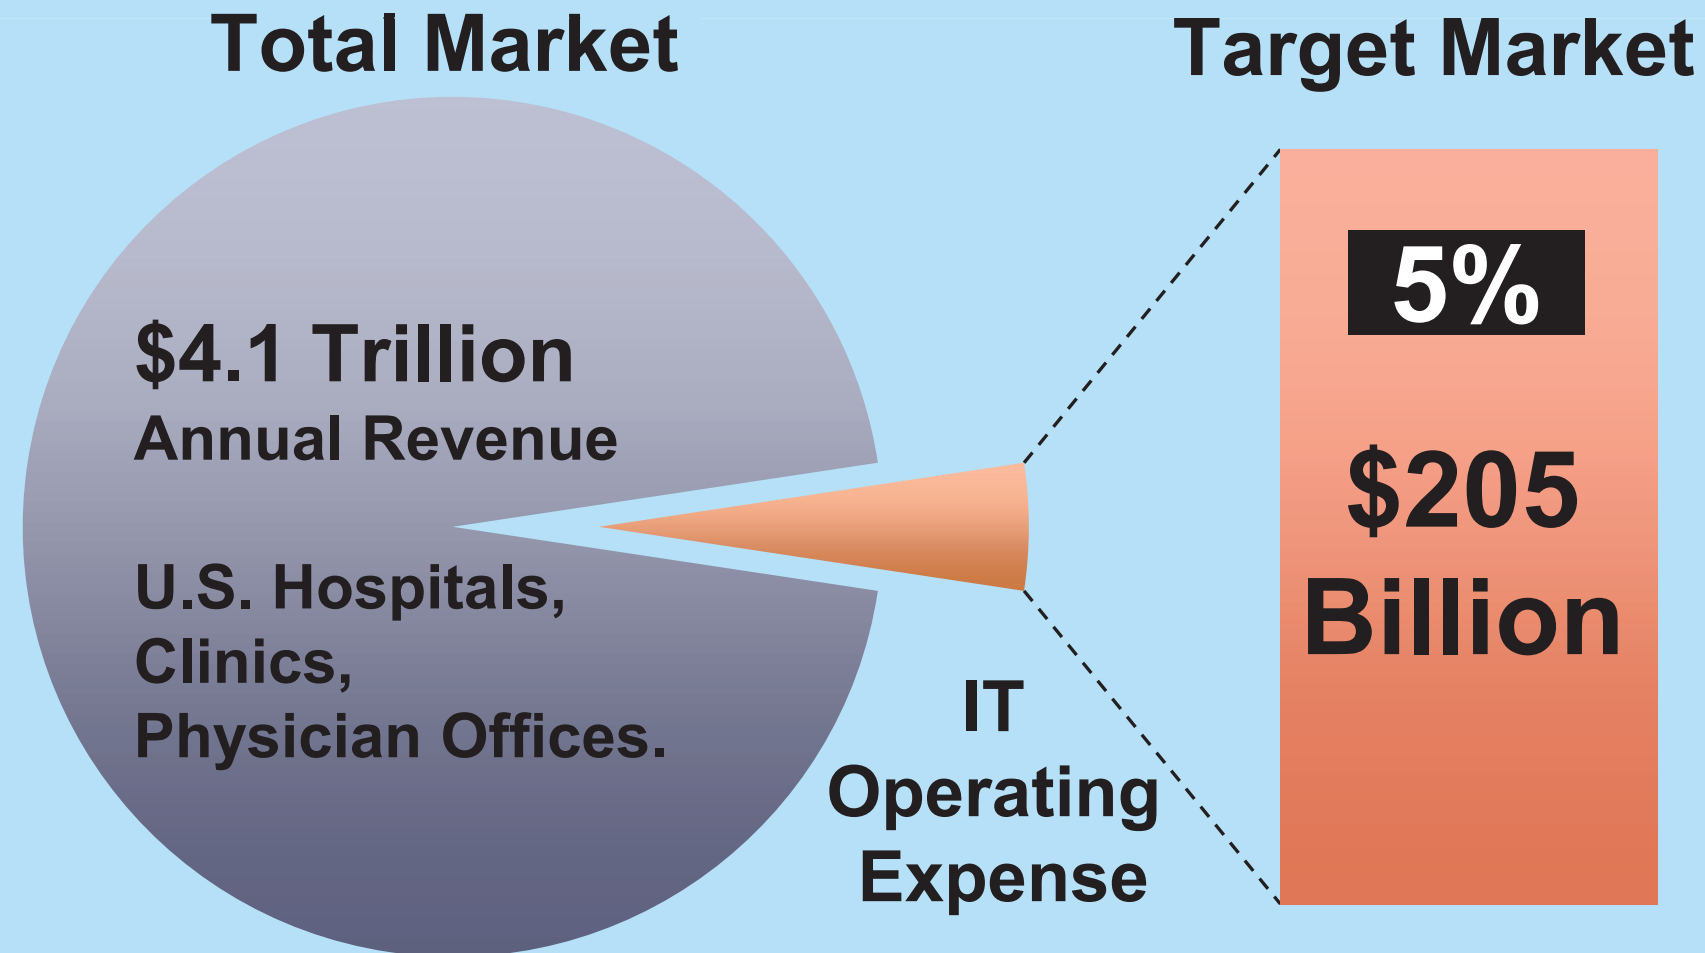 Total Market
Target Market
$4.1 Trillion
Annual Revenue
U.S. Hospitals,
Clinics,
Physician Offices.
IT
Operating
Expense
5%
$205
Billion